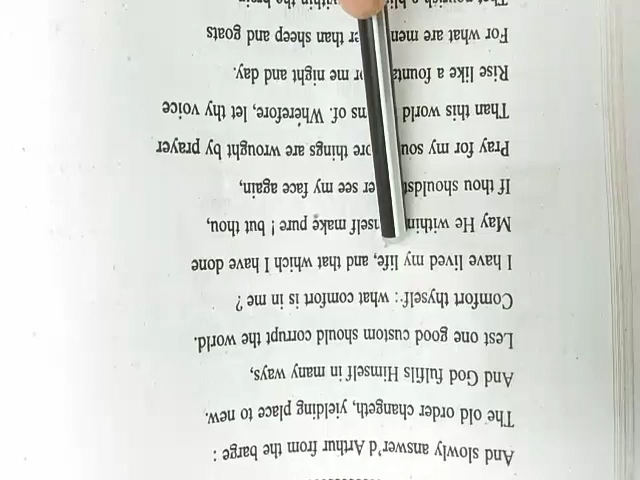 And slowly answer'd Arthur from the barge :
The old order changeth, yielding place to new.
And God fulfils Himself in many ways,
Lest one good custom should corrupt the world.
Comfort thyself: what comfort is in me ?
I have lived my life, and that which I have done
May He within make pure ! but thou,
If thou shouldst see my face again,
Pray for my things are wrought by prayer
Than this world of. Wherefore, let thy voice
Rise like a me night and day.
For what are men than sheep and goats
within the brain